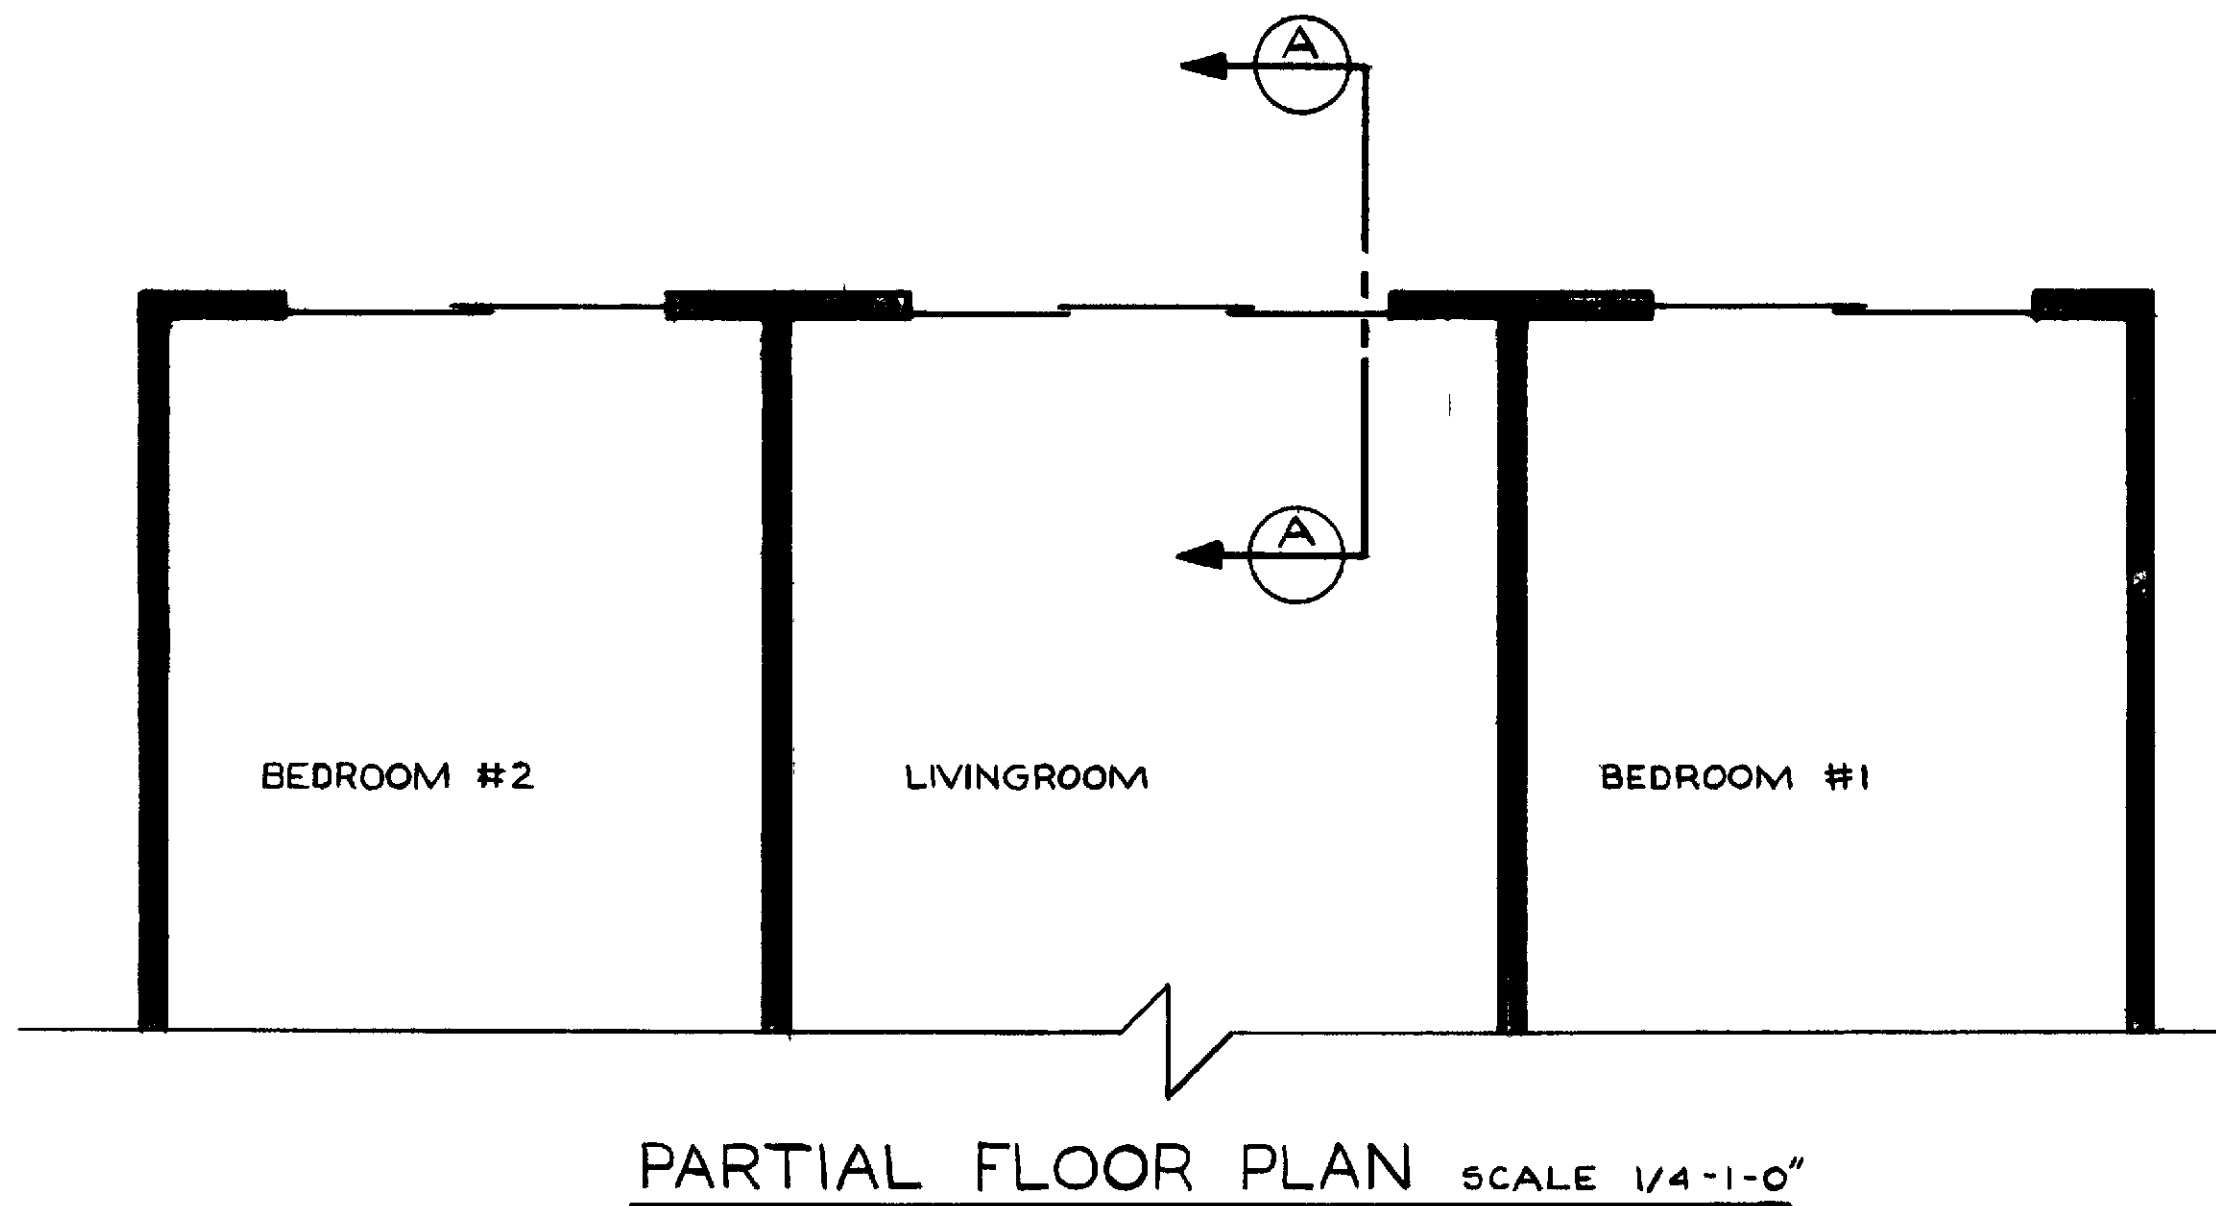 A
A
BEDROOM #2
LIVINGROOM
BEDROOM #1
PARTIAL FLOOR PLAN SCALE 1/4-1-0"